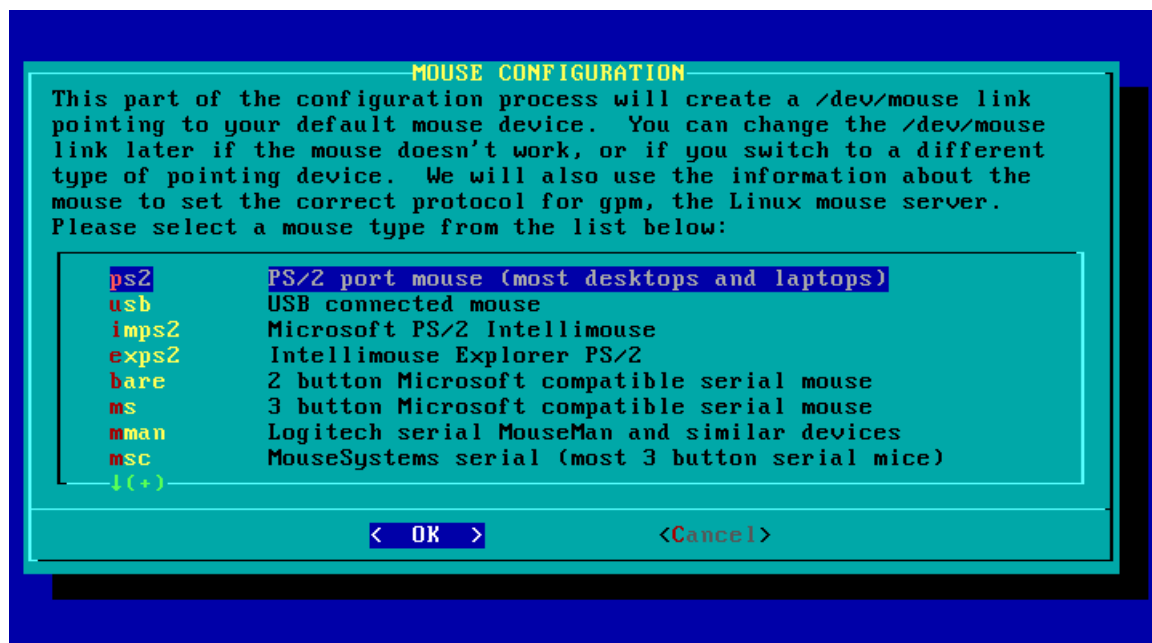 MOUSE CONFIGURATION
This part of the configuration process will create a /dev/mouse link
pointing to your default mouse device.  You can change the /dev/mouse
link later if the mouse doesn't work, or if you switch to a different
type of pointing device.  We will also use the information about the
mouse to set the correct protocol for gpm, the Linux mouse server.
Please select a mouse type from the list below:
ps2 PS/2 port mouse (most desktops and laptops)
usb USB connected mouse
imps2 Microsoft PS/2 Intellimouse
exps2 Intellimouse Explorer PS/2
bare 2 button Microsoft compatible serial mouse
ms 3 button Microsoft compatible serial mouse
mman Logitech serial MouseMan and similar devices
msc MouseSystems serial (most 3 button serial mice)
↓(+)
<  OK  > <Cancel>